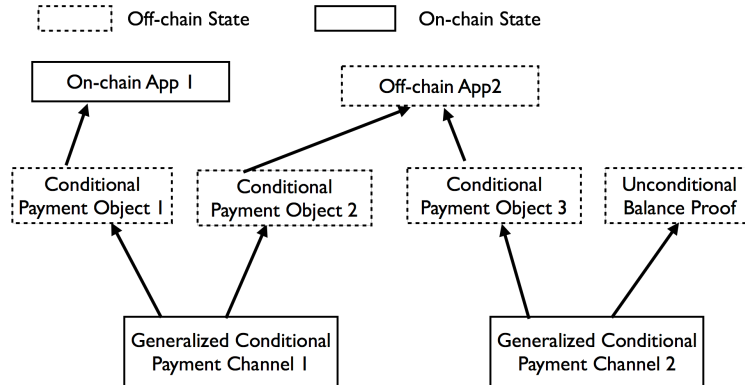 Off-chain State
On-chain State
On-chain App 1
Off-chain App2
Conditional
Payment Object 1
Conditional
Payment Object 2
Conditional
Payment Object 3
Unconditional
Balance Proof
Generalized Conditional
Payment Channel 1
Generalized Conditional
Payment Channel 2